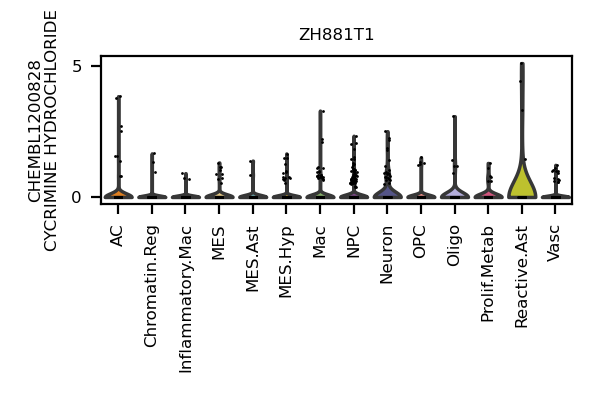 ZH881T1
CHEMBL1200828
CYCRIMINE HYDROCHLORIDE
5
0
AC
Chromatin.Reg
Inflammatory.Mac
MES
MES.Ast
MES.Hyp
Mac
NPC
Neuron
OPC
Oligo
Prolif.Metab
Reactive.Ast
Vasc